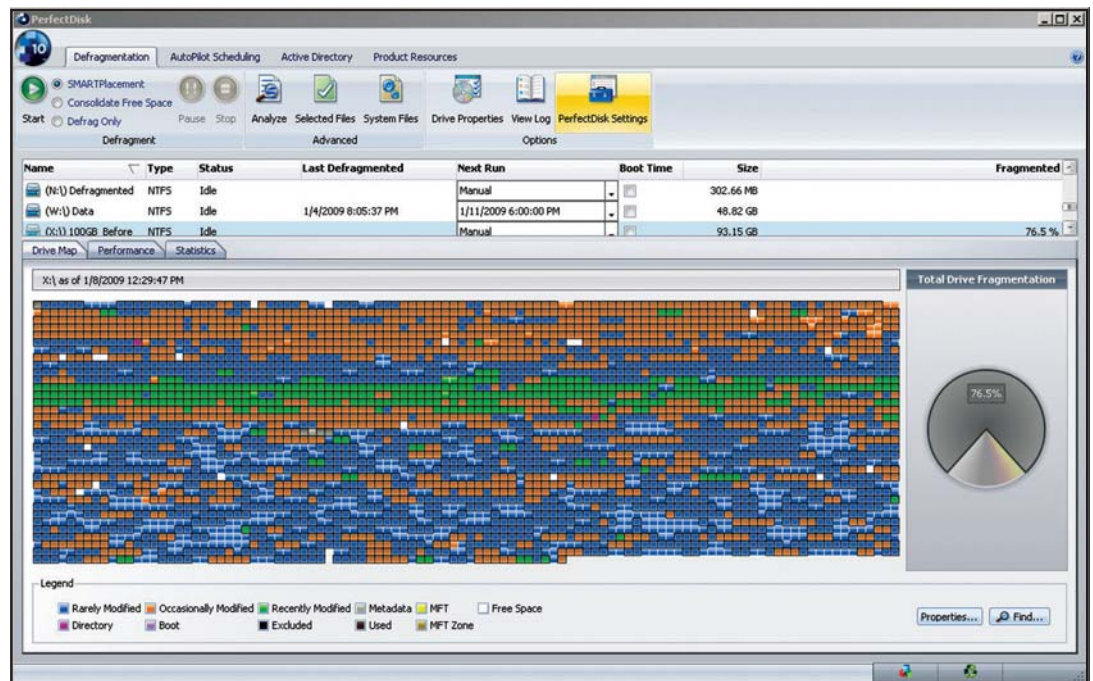 PerfectDisk
10
Defragmentation AutoPilot Scheduling Active Directory Product Resources
SMARTPlacement
Consolidate Free Space
Start Defrag Only Pause Stop Analyze Selected Files System Files Drive Properties View Log PerfectDisk Settings
Defragment Advanced Options
Name Type Status Last Defragmented Next Run Boot Time Size Fragmented
(N:\) Defragmented NTFS Idle Manual 302.66 MB
(W:\) Data NTFS Idle 1/4/2009 8:05:37 PM 1/11/2009 6:00:00 PM 48.82 GB
(X:\) 100GB Before NTFS Idle Manual 93.15 GB 76.5 %
Drive Map Performance Statistics
X:\ as of 1/8/2009 12:29:47 PM Total Drive Fragmentation
76.5%
Legend
Rarely Modified Occasionally Modified Recently Modified Metadata MFT Free Space
Directory Boot Excluded Used MFT Zone
Properties... Find...